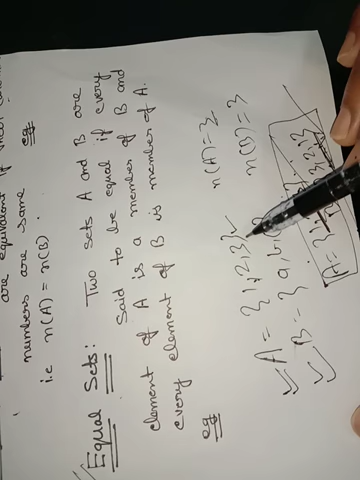 are equivalent if their
numbers are same eg
i.e n(A) = n(B).
Equal Sets: Two sets A and B are
said to be equal if every
element of A is a member of B and
every element of B is member of A.
eg
A = {1, 2, 3} n(A) = 3
B = {a, b, n(B) = 3